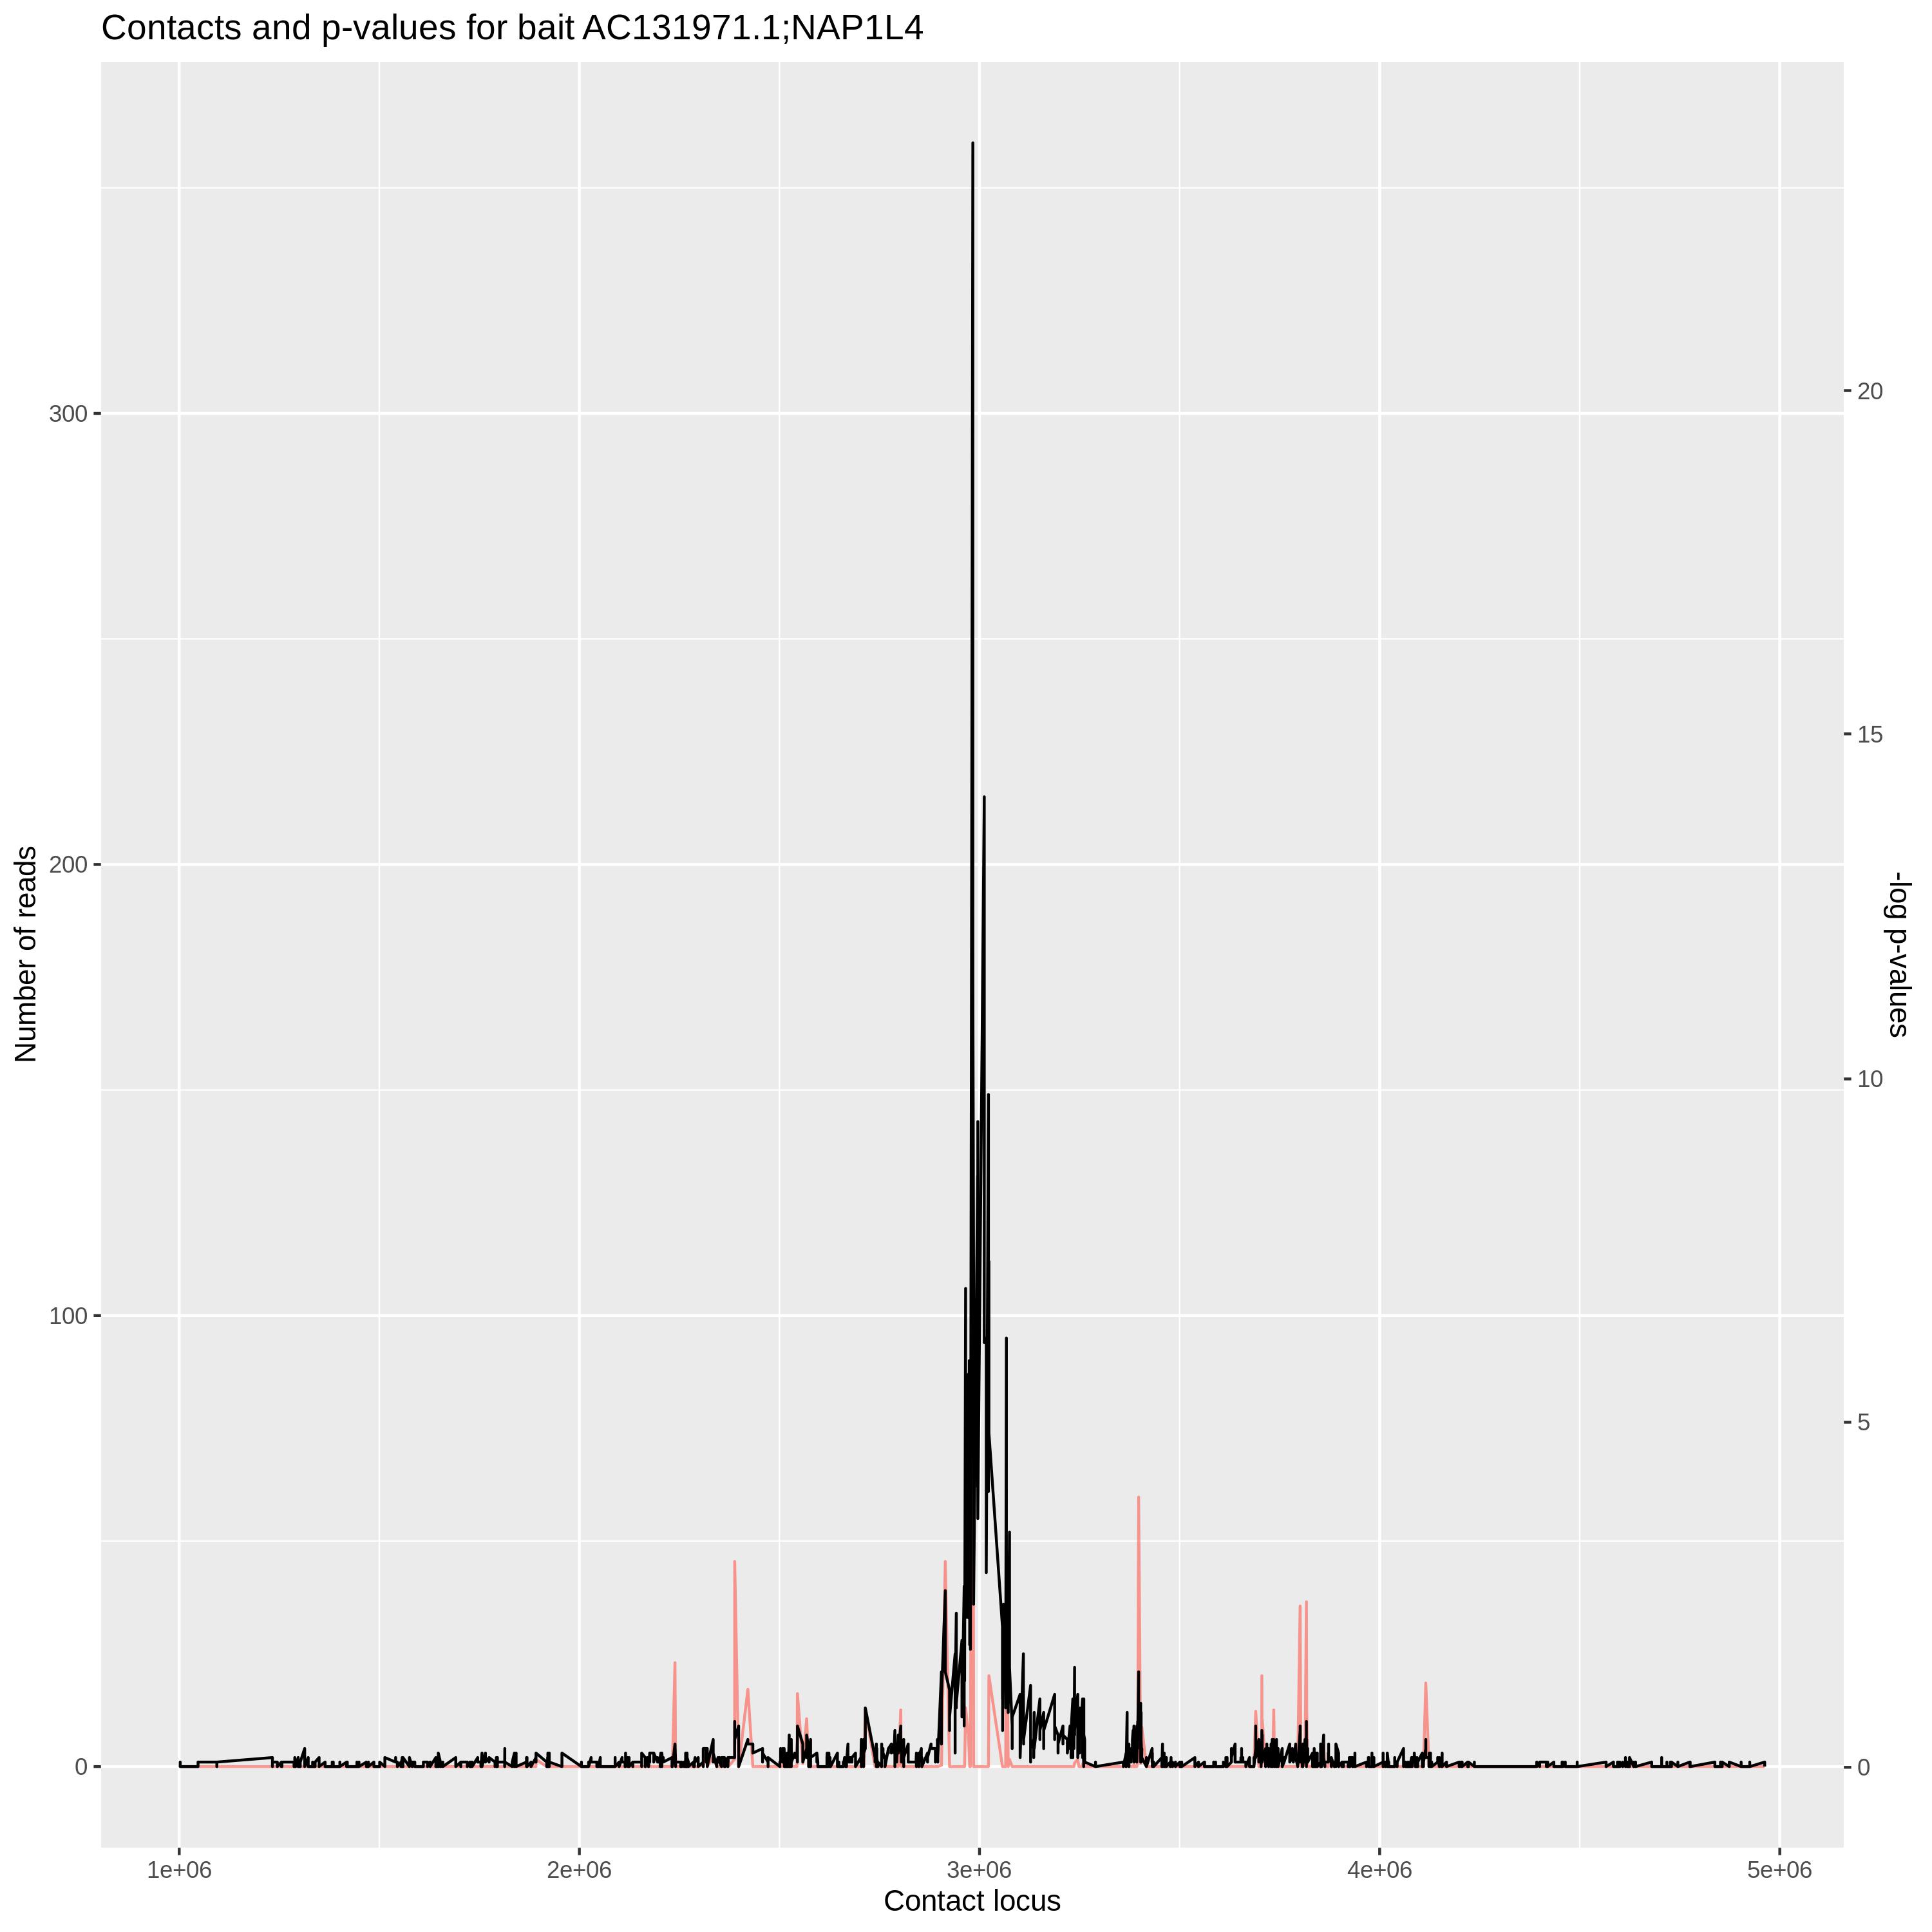 Contacts and p-values for bait AC131971.1;NAP1L4
Number of reads
300
200
100
0
20
15
10
5
0
-log p-values
1e+06
2e+06
3e+06
4e+06
5e+06
Contact locus